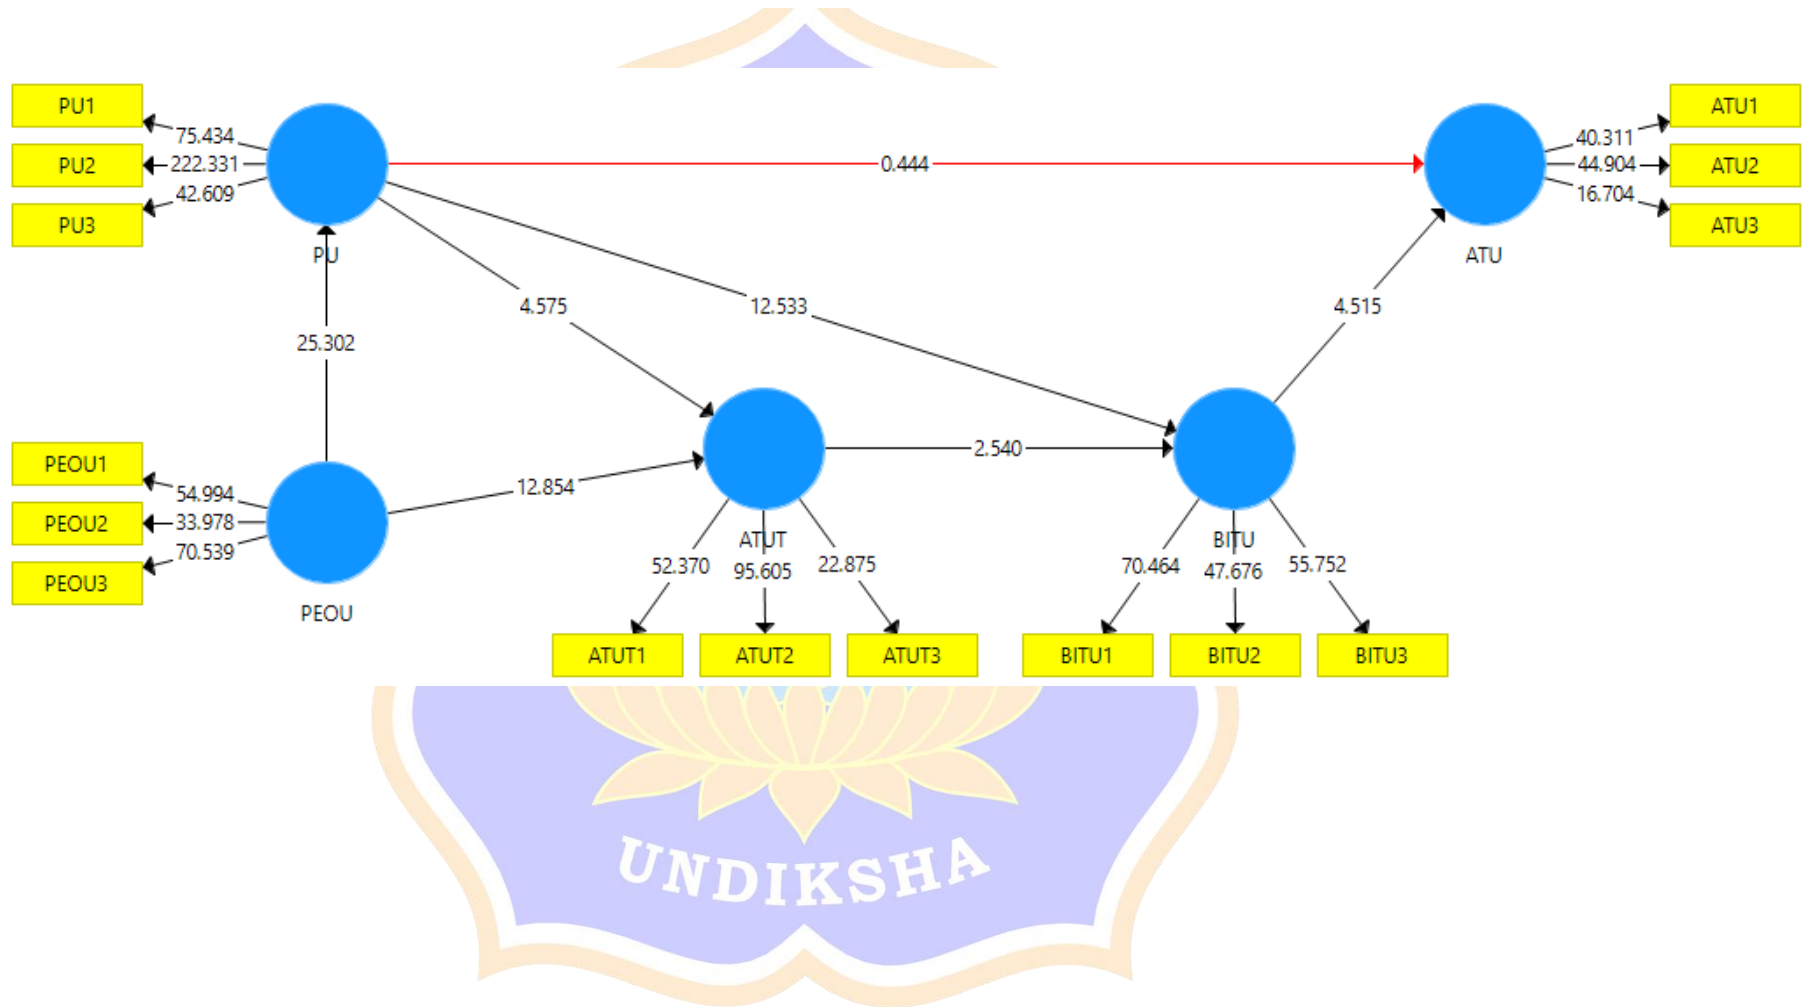 PU1
PU2
PU3
75.434
222.331
42.609
PU
0.444
ATU
40.311
44.904
16.704
ATU1
ATU2
ATU3
25.302
4.575
12.533
4.515
PEOU1
PEOU2
PEOU3
54.994
33.978
70.539
PEOU
12.854
2.540
ATUT
52.370
95.605
22.875
BITU
70.464
47.676
55.752
ATUT1
ATUT2
ATUT3
BITU1
BITU2
BITU3
UNDIKSHA